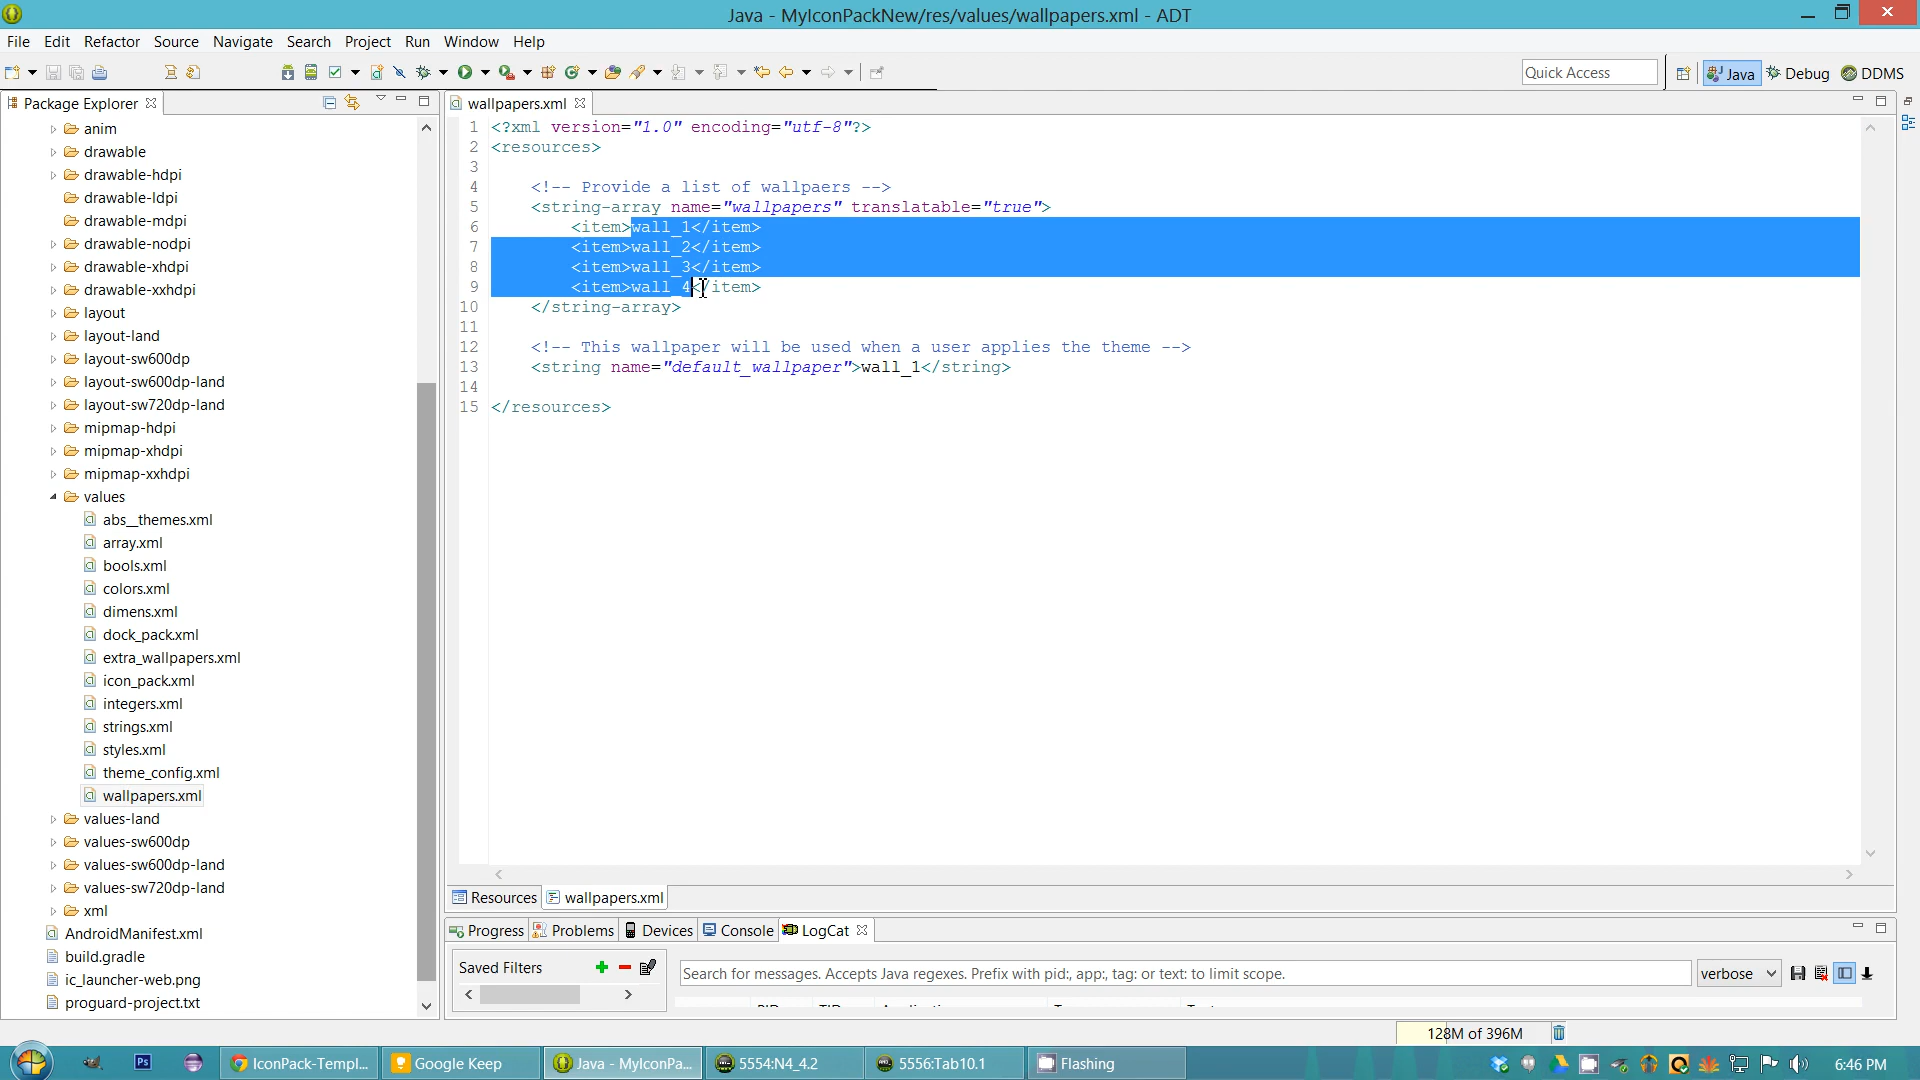 Java - MyIconPackNew/res/values/wallpapers.xml - ADT
File Edit Refactor Source Navigate Search Project Run Window Help
Quick Access
Java
Debug
DDMS
Package Explorer
anim
drawable
drawable-hdpi
drawable-ldpi
drawable-mdpi
drawable-nodpi
drawable-xhdpi
drawable-xxhdpi
layout
layout-land
layout-sw600dp
layout-sw600dp-land
layout-sw720dp-land
mipmap-hdpi
mipmap-xhdpi
mipmap-xxhdpi
values
abs__themes.xml
array.xml
bools.xml
colors.xml
dimens.xml
dock_pack.xml
extra_wallpapers.xml
icon_pack.xml
integers.xml
strings.xml
styles.xml
theme_config.xml
wallpapers.xml
values-land
values-sw600dp
values-sw600dp-land
values-sw720dp-land
xml
AndroidManifest.xml
build.gradle
ic_launcher-web.png
proguard-project.txt
wallpapers.xml
1 <?xml version="1.0" encoding="utf-8"?>
2 <resources>
3
4 <!-- Provide a list of wallpaers -->
5 <string-array name="wallpapers" translatable="true">
6 <item>wall_1</item>
7 <item>wall_2</item>
8 <item>wall_3</item>
9 <item>wall_4</item>
10 </string-array>
11
12 <!-- This wallpaper will be used when a user applies the theme -->
13 <string name="default_wallpaper">wall_1</string>
14
15 </resources>
Resources wallpapers.xml
Progress Problems Devices Console LogCat
Saved Filters
Search for messages. Accepts Java regexes. Prefix with pid:, app:, tag: or text: to limit scope.
verbose
128M of 396M
Ps
IconPack-Templ...
Google Keep
Java - MyIconPa...
5554:N4_4.2
5556:Tab10.1
Flashing
6:46 PM